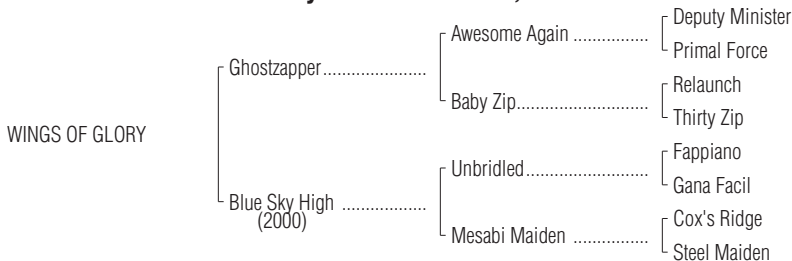 Deputy Minister
Awesome Again ................
Primal Force
Ghostzapper......................
Relaunch
Baby Zip............................
Thirty Zip
WINGS OF GLORY
Fappiano
Unbridled..........................
Gana Facil
Blue Sky High ..................
(2000)
Cox's Ridge
Mesabi Maiden ................
Steel Maiden